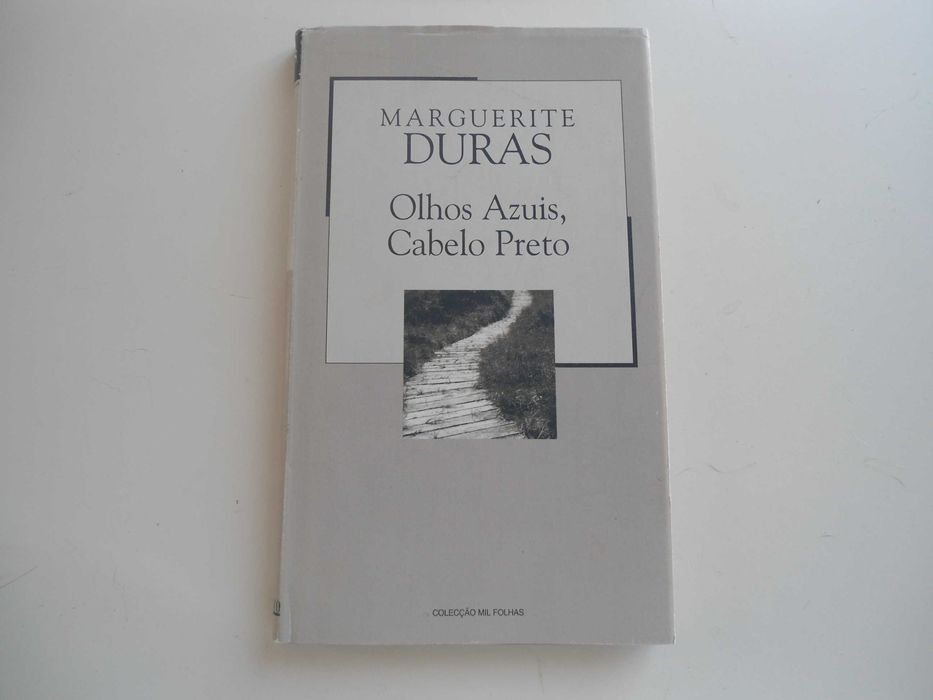 MARGUERITE
DURAS
Olhos Azuis,
Cabelo Preto
COLECÇÃO MIL FOLHAS